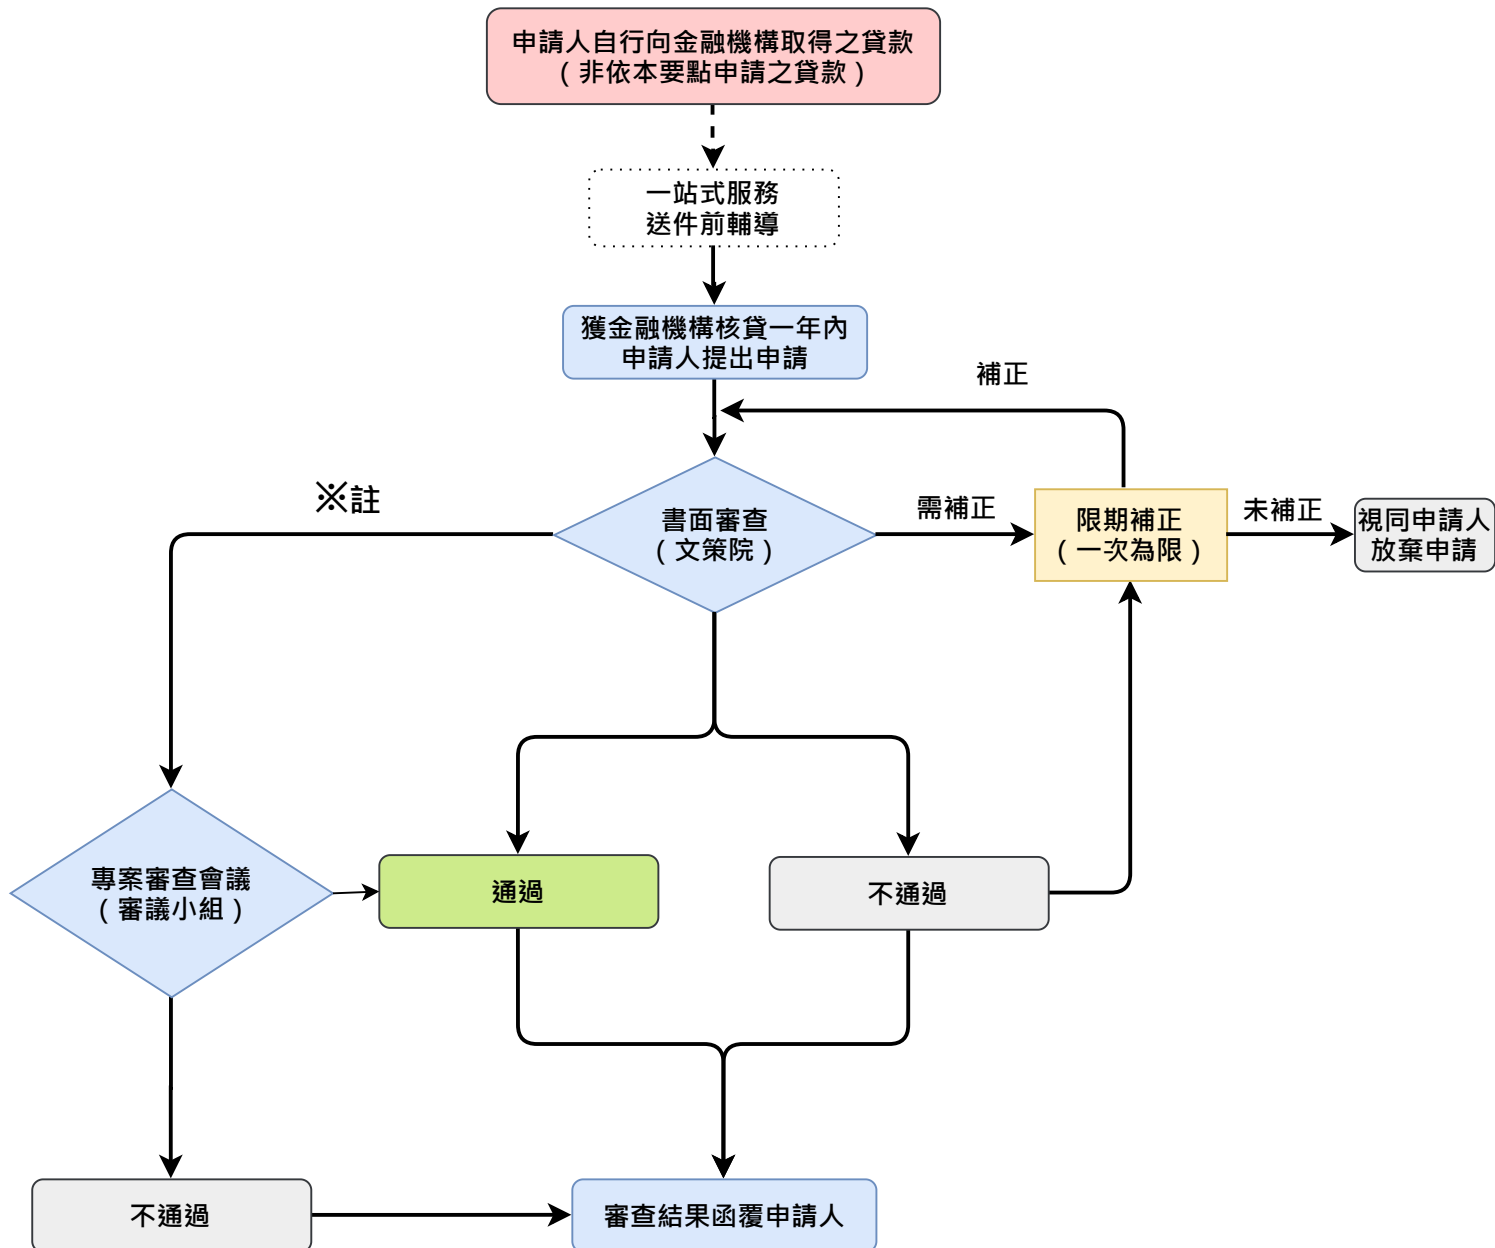 申請人自行向金融機構取得之貸款
（非依本要點申請之貸款）
一站式服務
送件前輔導
獲金融機構核貸一年內
申請人提出申請
補正
※註
書面審查
（文策院）
需補正
限期補正
（一次為限）
未補正
視同申請人
放棄申請
專案審查會議
（審議小組）
通過
不通過
不通過
審查結果函覆申請人